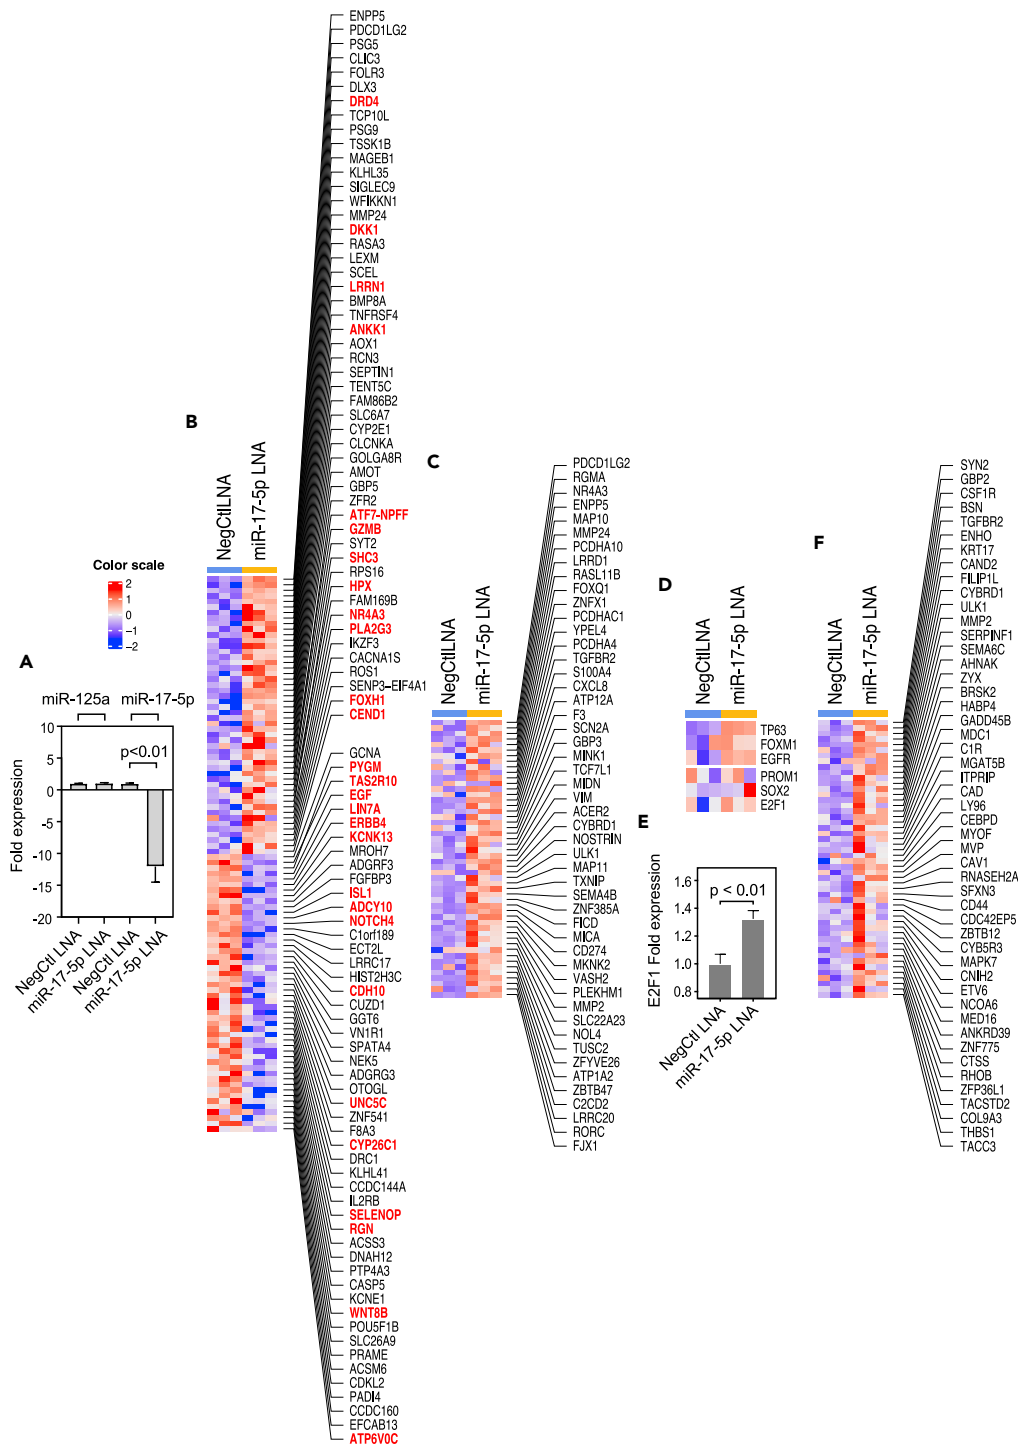 A
miR-125a
miR-17-5p
p<0.01
Fold expression
10
5
0
-5
-10
-15
-20
NegCtl LNA
miR-17-5p LNA
NegCtl LNA
miR-17-5p LNA
Color scale
2
1
0
−1
−2
B
NegCtlLNA
miR-17-5p LNA
ENPP5
PDCD1LG2
PSG5
CLIC3
FOLR3
DLX3
DRD4
TCP10L
PSG9
TSSK1B
MAGEB1
KLHL35
SIGLEC9
WFIKKN1
MMP24
DKK1
RASA3
LEXM
SCEL
LRRN1
BMP8A
TNFRSF4
ANKK1
AOX1
RCN3
SEPTIN1
TENT5C
FAM86B2
SLC6A7
CYP2E1
CLCNKA
GOLGA8R
AMOT
GBP5
ZFR2
ATF7-NPFF
GZMB
SYT2
SHC3
RPS16
HPX
FAM169B
NR4A3
PLA2G3
IKZF3
CACNA1S
ROS1
SENP3−EIF4A1
FOXH1
CEND1
GCNA
PYGM
TAS2R10
EGF
LIN7A
ERBB4
KCNK13
MROH7
ADGRF3
FGFBP3
ISL1
ADCY10
NOTCH4
C1orf189
ECT2L
LRRC17
HIST2H3C
CDH10
CUZD1
GGT6
VN1R1
SPATA4
NEK5
ADGRG3
OTOGL
UNC5C
ZNF541
F8A3
CYP26C1
DRC1
KLHL41
CCDC144A
IL2RB
SELENOP
RGN
ACSS3
DNAH12
PTP4A3
CASP5
KCNE1
WNT8B
POU5F1B
SLC26A9
PRAME
ACSM6
CDKL2
PADI4
CCDC160
EFCAB13
ATP6V0C
C
NegCtlLNA
miR-17-5p LNA
PDCD1LG2
RGMA
NR4A3
ENPP5
MAP10
MMP24
PCDHA10
LRRD1
RASL11B
FOXQ1
ZNFX1
PCDHAC1
YPEL4
PCDHA4
TGFBR2
S100A4
CXCL8
ATP12A
F3
SCN2A
GBP3
MINK1
TCF7L1
MIDN
VIM
ACER2
CYBRD1
NOSTRIN
ULK1
MAP11
TXNIP
SEMA4B
ZNF385A
FICD
MICA
CD274
MKNK2
VASH2
PLEKHM1
MMP2
SLC22A23
NOL4
TUSC2
ZFYVE26
ATP1A2
ZBTB47
C2CD2
LRRC20
RORC
FJX1
D
NegCtlLNA
miR-17-5p LNA
TP63
FOXM1
EGFR
PROM1
SOX2
E2F1
E
p < 0.01
E2F1 Fold expression
1.6
1.4
1.2
1.0
0.8
NegCtl LNA
miR-17-5p LNA
F
NegCtlLNA
miR-17-5p LNA
SYN2
GBP2
CSF1R
BSN
TGFBR2
ENHO
KRT17
CAND2
FILIP1L
CYBRD1
ULK1
MMP2
SERPINF1
SEMA6C
AHNAK
ZYX
BRSK2
HABP4
GADD45B
MDC1
C1R
MGAT5B
ITPRIP
CAD
LY96
CEBPD
MYOF
MVP
CAV1
RNASEH2A
SFXN3
CD44
CDC42EP5
ZBTB12
CYB5R3
MAPK7
CNIH2
ETV6
NCOA6
MED16
ANKRD39
ZNF775
CTSS
RHOB
ZFP36L1
TACSTD2
COL9A3
THBS1
TACC3